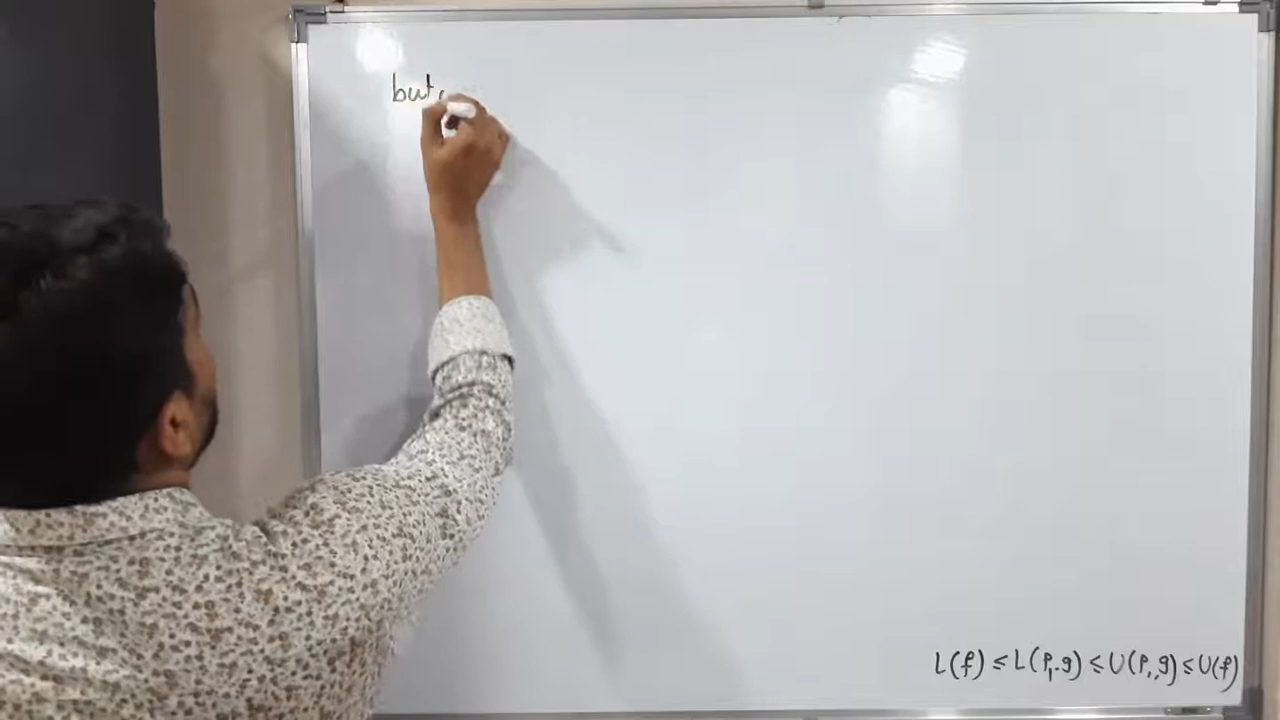 but
L(f) ≤ L(P, g) ≤ U(P, g) ≤ U(f)